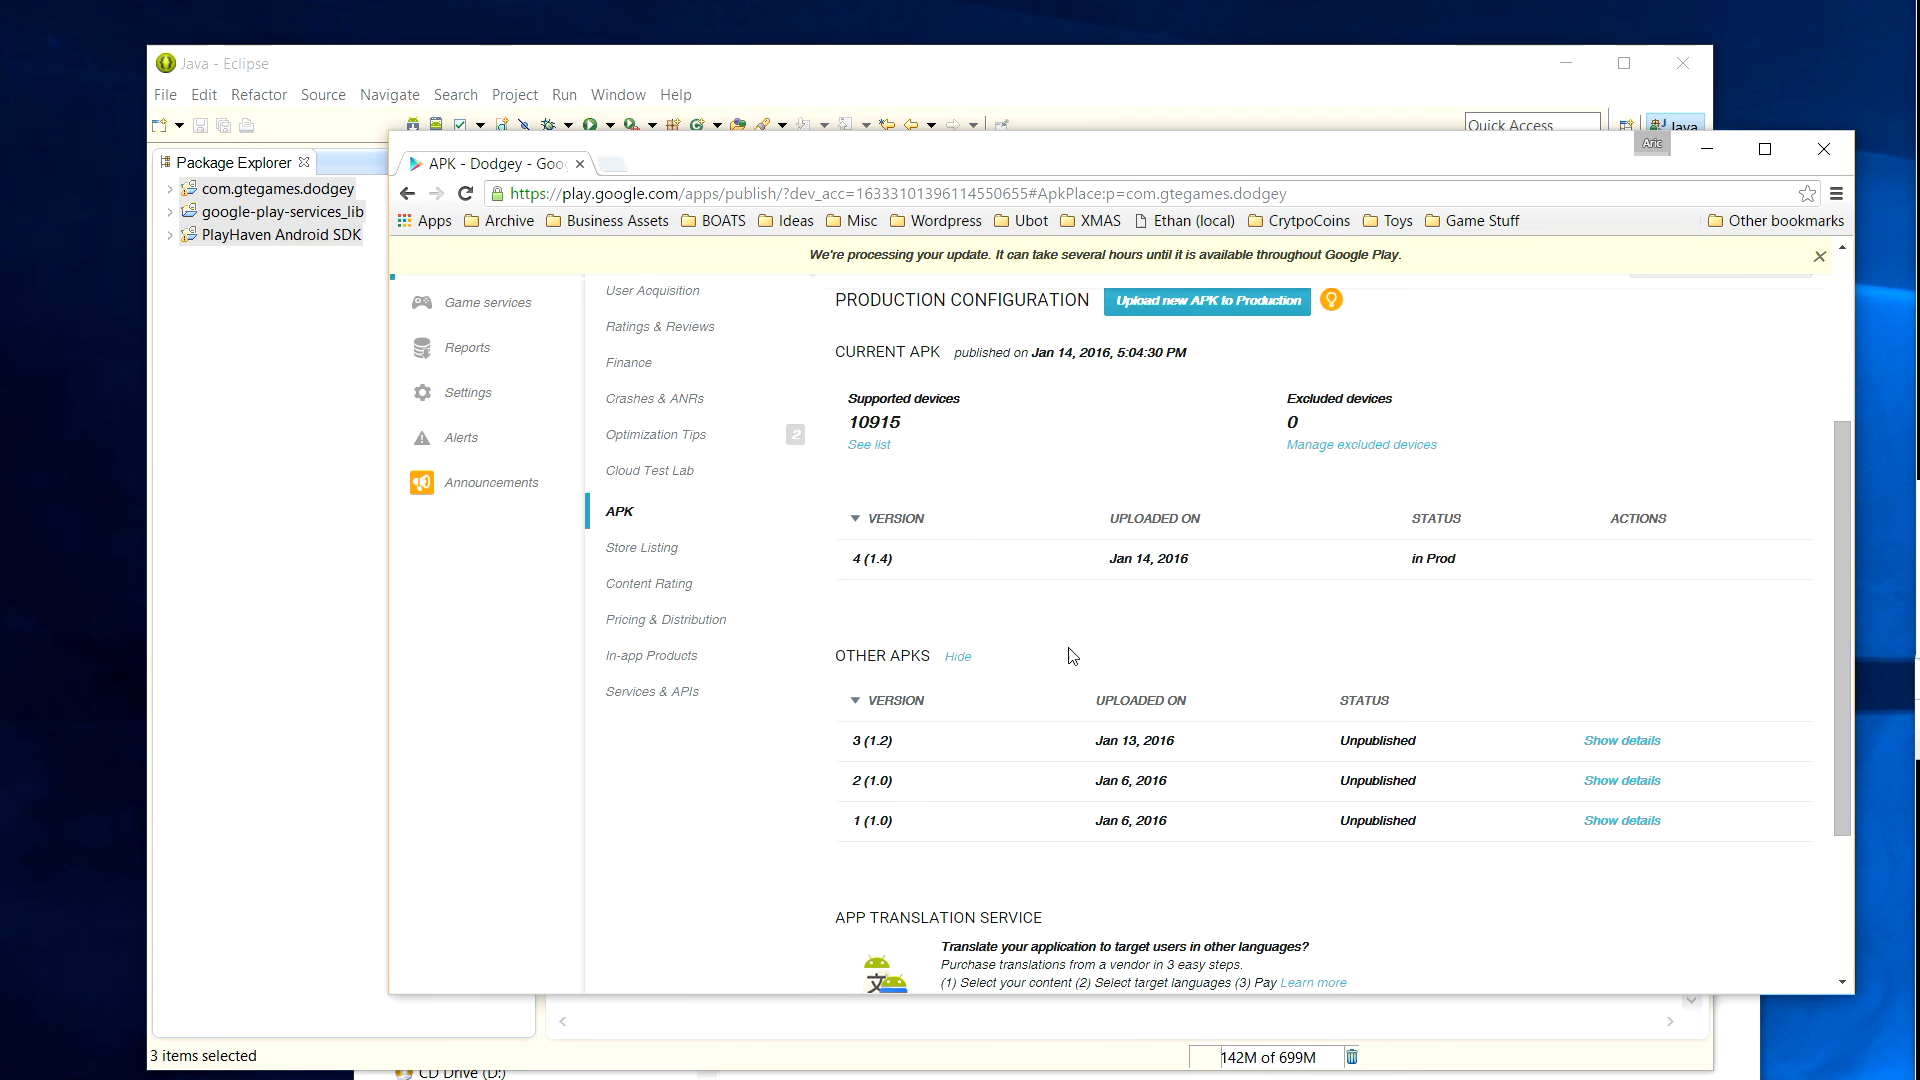 Java - Eclipse
File Edit Refactor Source Navigate Search Project Run Window Help
Quick Access
Java
Package Explorer
com.gtegames.dodgey
google-play-services_lib
PlayHaven Android SDK
Aric
APK - Dodgey - Goo
https://play.google.com/apps/publish/?dev_acc=16333101396114550655#ApkPlace:p=com.gtegames.dodgey
Apps Archive Business Assets BOATS Ideas Misc Wordpress Ubot XMAS Ethan (local) CrytpoCoins Toys Game Stuff Other bookmarks
We're processing your update. It can take several hours until it is available throughout Google Play.
Game services
Reports
Settings
Alerts
Announcements
User Acquisition
Ratings & Reviews
Finance
Crashes & ANRs
Optimization Tips 2
Cloud Test Lab
APK
Store Listing
Content Rating
Pricing & Distribution
In-app Products
Services & APIs
PRODUCTION CONFIGURATION Upload new APK to Production
CURRENT APK published on Jan 14, 2016, 5:04:30 PM
Supported devices Excluded devices
10915 0
See list Manage excluded devices
VERSION UPLOADED ON STATUS ACTIONS
4 (1.4) Jan 14, 2016 in Prod
OTHER APKS Hide
VERSION UPLOADED ON STATUS
3 (1.2) Jan 13, 2016 Unpublished Show details
2 (1.0) Jan 6, 2016 Unpublished Show details
1 (1.0) Jan 6, 2016 Unpublished Show details
APP TRANSLATION SERVICE
Translate your application to target users in other languages?
Purchase translations from a vendor in 3 easy steps.
(1) Select your content (2) Select target languages (3) Pay Learn more
3 items selected
142M of 699M
CD Drive (D:)